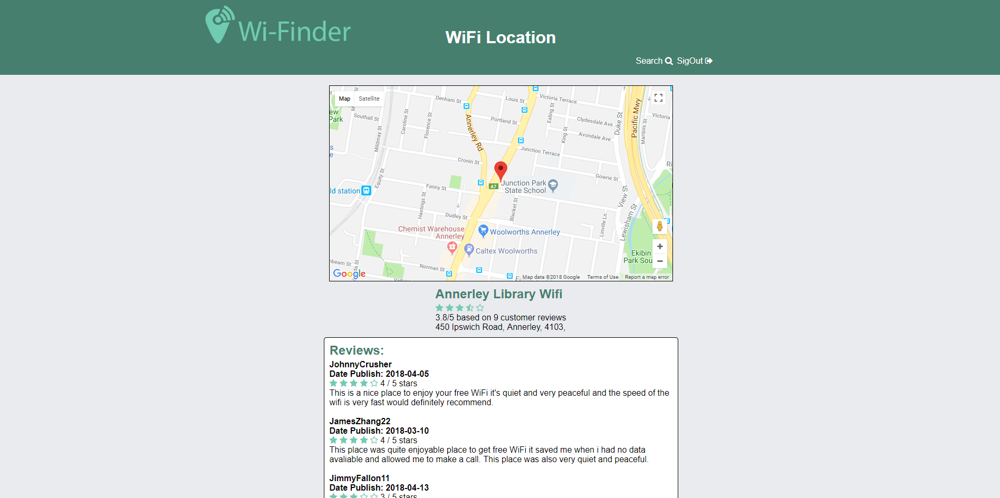 Wi-Finder
WiFi Location
Search SigOut
Map Satellite
Denham St
Louis St
Victoria Terrace
Southall St
Caroline St
Florence St
Portland St
Ealing St
Clydesdale Ave
Duke St
Pacific Mwy
Victoria
Marquis St
ew
Park
Mildmay St
Annerley Rd
King St
Avondale Ave
s
e
Junction Terrace
Cronin St
Ri
Equity St
Gowrie St
A7
Junction Park
State School
ld station
Fanny St
View St
Hastings St
Blacket St
Dudley St
Linville Ln
Lewisham St
Chemist Warehouse
Annerley
Woolworths Annerley
Caltex Woolworths
Ekibin
Park Sou
nbeam St
Norman St
Google
Map data ©2018 Google Terms of Use Report a map error
Annerley Library Wifi
3.8/5 based on 9 customer reviews
450 Ipswich Road, Annerley, 4103,
Reviews:
JohnnyCrusher
Date Publish: 2018-04-05
4 / 5 stars
This is a nice place to enjoy your free WiFi it's quiet and very peaceful and the speed of the
wifi is very fast would definitely recommend.
JamesZhang22
Date Publish: 2018-03-10
4 / 5 stars
This place was quite enjoyable place to get free WiFi it saved me when i had no data
avaliable and allowed me to make a call. This place was also very quiet and peaceful.
JimmyFallon11
Date Publish: 2018-04-13
3 / 5 stars